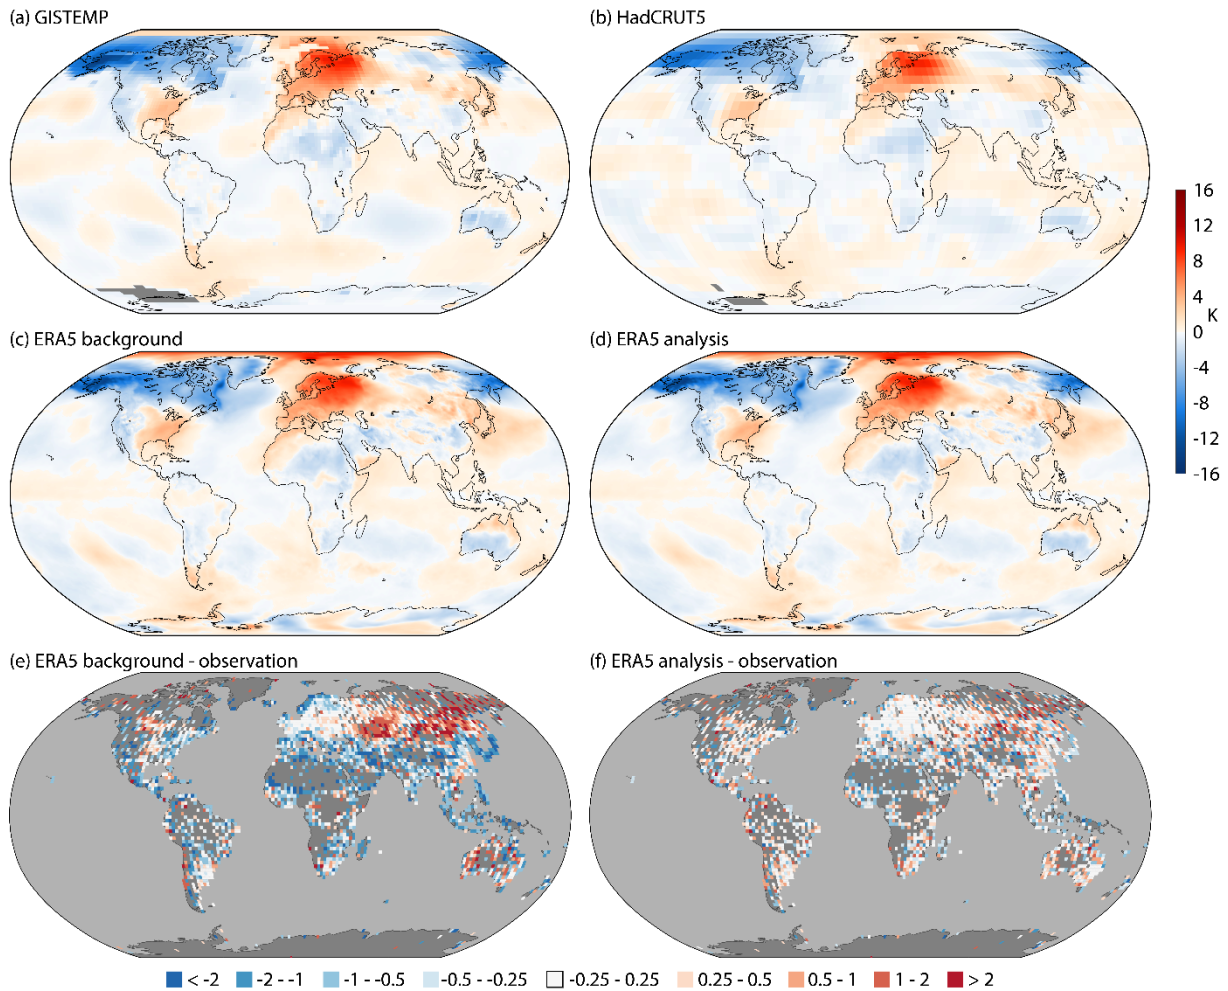 (a) GISTEMP
(b) HadCRUT5
16
12
8
4
K
0
-4
-8
-12
-16
(c) ERA5 background
(d) ERA5 analysis
(e) ERA5 background - observation
(f) ERA5 analysis - observation
< -2 -2 - -1 -1 - -0.5 -0.5 - -0.25 -0.25 - 0.25 0.25 - 0.5 0.5 - 1 1 - 2 > 2